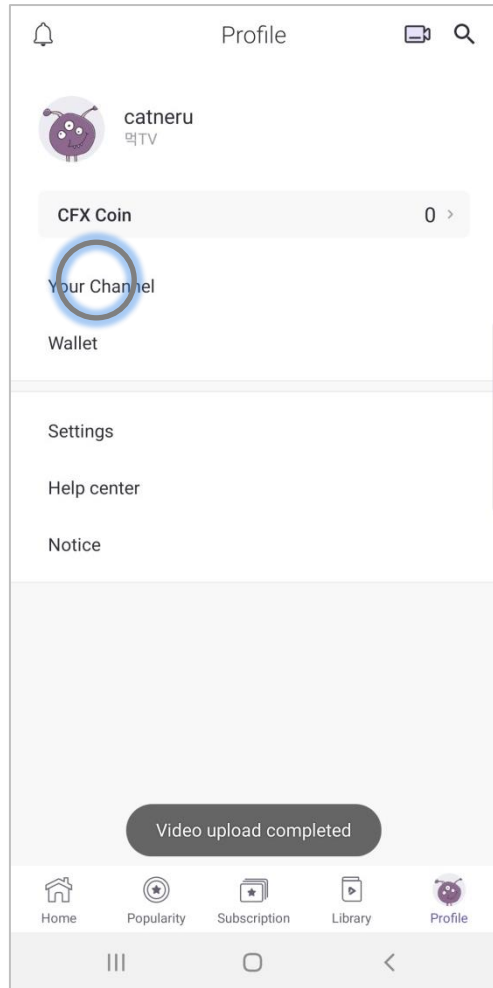 Profile
catneru
먹TV
CFX Coin 0
Your Channel
Wallet
Settings
Help center
Notice
Video upload completed
Home Popularity Subscription Library Profile